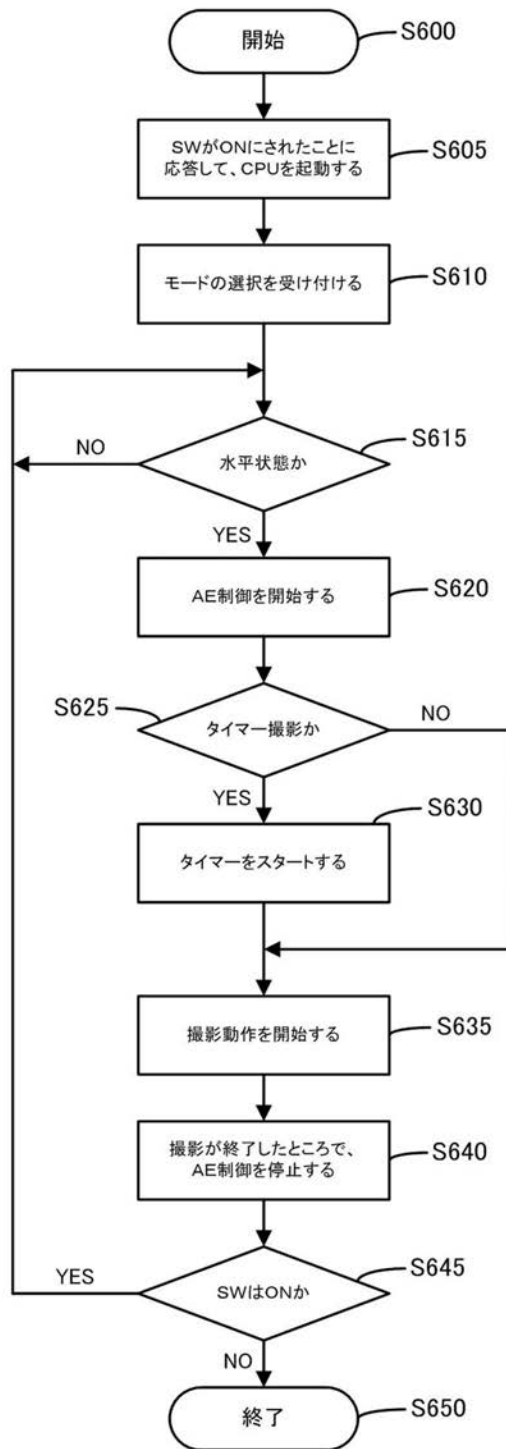 開始
S600
SWがONにされたことに
応答して、CPUを起動する
S605
モードの選択を受け付ける
S610
水平状態か
S615
NO
YES
AE制御を開始する
S620
S625
タイマー撮影か
NO
YES
S630
タイマーをスタートする
撮影動作を開始する
S635
撮影が終了したところで、
AE制御を停止する
S640
YES
SWはONか
S645
NO
終了
S650